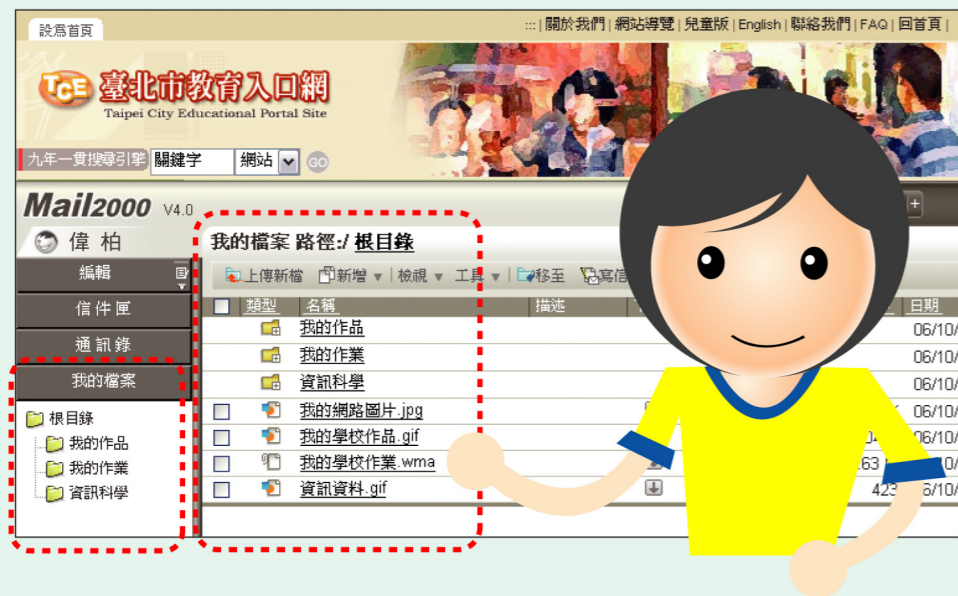 設為首頁
:::|關於我們|網站導覽|兒童版|English|聯絡我們|FAQ|回首頁|
TCE 臺北市教育入口網
Taipei City Educational Portal Site
九年一貫搜尋引擎 關鍵字 網站 GO
Mail2000 V4.0
偉柏
編輯
信件匣
通訊錄
我的檔案
根目錄
我的作品
我的作業
資訊科學
我的檔案 路徑:/ 根目錄
上傳新檔 新增 ▼ | 檢視 ▼ 工具 ▼ | 移至 寫信
類型 名稱 描述 日期
我的作品 06/10/
我的作業 06/10/
資訊科學 06/10/
我的網路圖片.jpg 06/10/
我的學校作品.gif 06/10/
我的學校作業.wma
資訊資料.gif 423